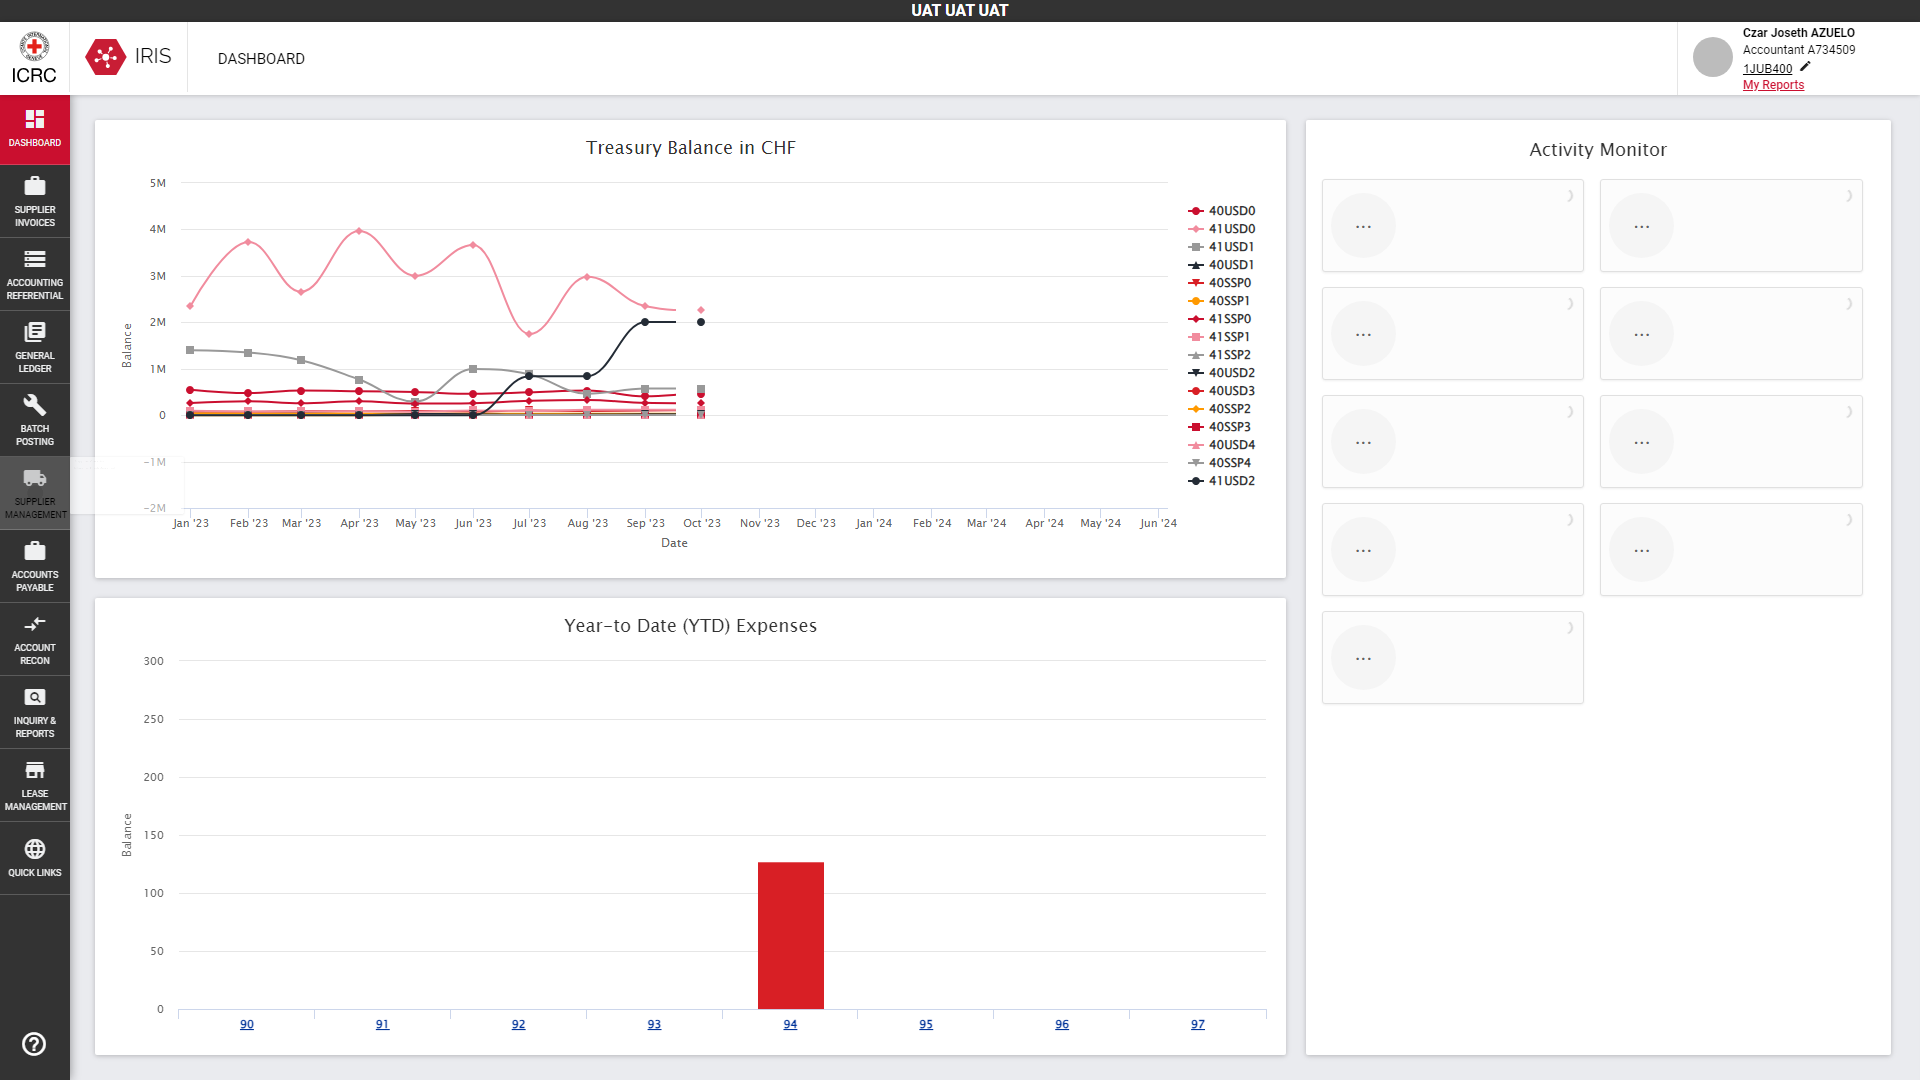 UAT UAT UAT
ICRC
IRIS
DASHBOARD
Czar Joseth AZUELO
Accountant A734509
1JUB400
My Reports
DASHBOARD
SUPPLIER
INVOICES
ACCOUNTING
REFERENTIAL
GENERAL
LEDGER
BATCH
POSTING
SUPPLIER
MANAGEMENT
ACCOUNTS
PAYABLE
ACCOUNT
RECON
INQUIRY &
REPORTS
LEASE
MANAGEMENT
QUICK LINKS
Treasury Balance in CHF
Balance
5M
4M
3M
2M
1M
0
-1M
-2M
Jan '23 Feb '23 Mar '23 Apr '23 May '23 Jun '23 Jul '23 Aug '23 Sep '23 Oct '23 Nov '23 Dec '23 Jan '24 Feb '24 Mar '24 Apr '24 May '24 Jun '24
Date
40USD0
41USD0
41USD1
40USD1
40SSP0
40SSP1
41SSP0
41SSP1
41SSP2
40USD2
40USD3
40SSP2
40SSP3
40USD4
40SSP4
41USD2
Year-to Date (YTD) Expenses
Balance
300
250
200
150
100
50
0
90 91 92 93 94 95 96 97
Activity Monitor
... ...
... ...
... ...
... ...
...